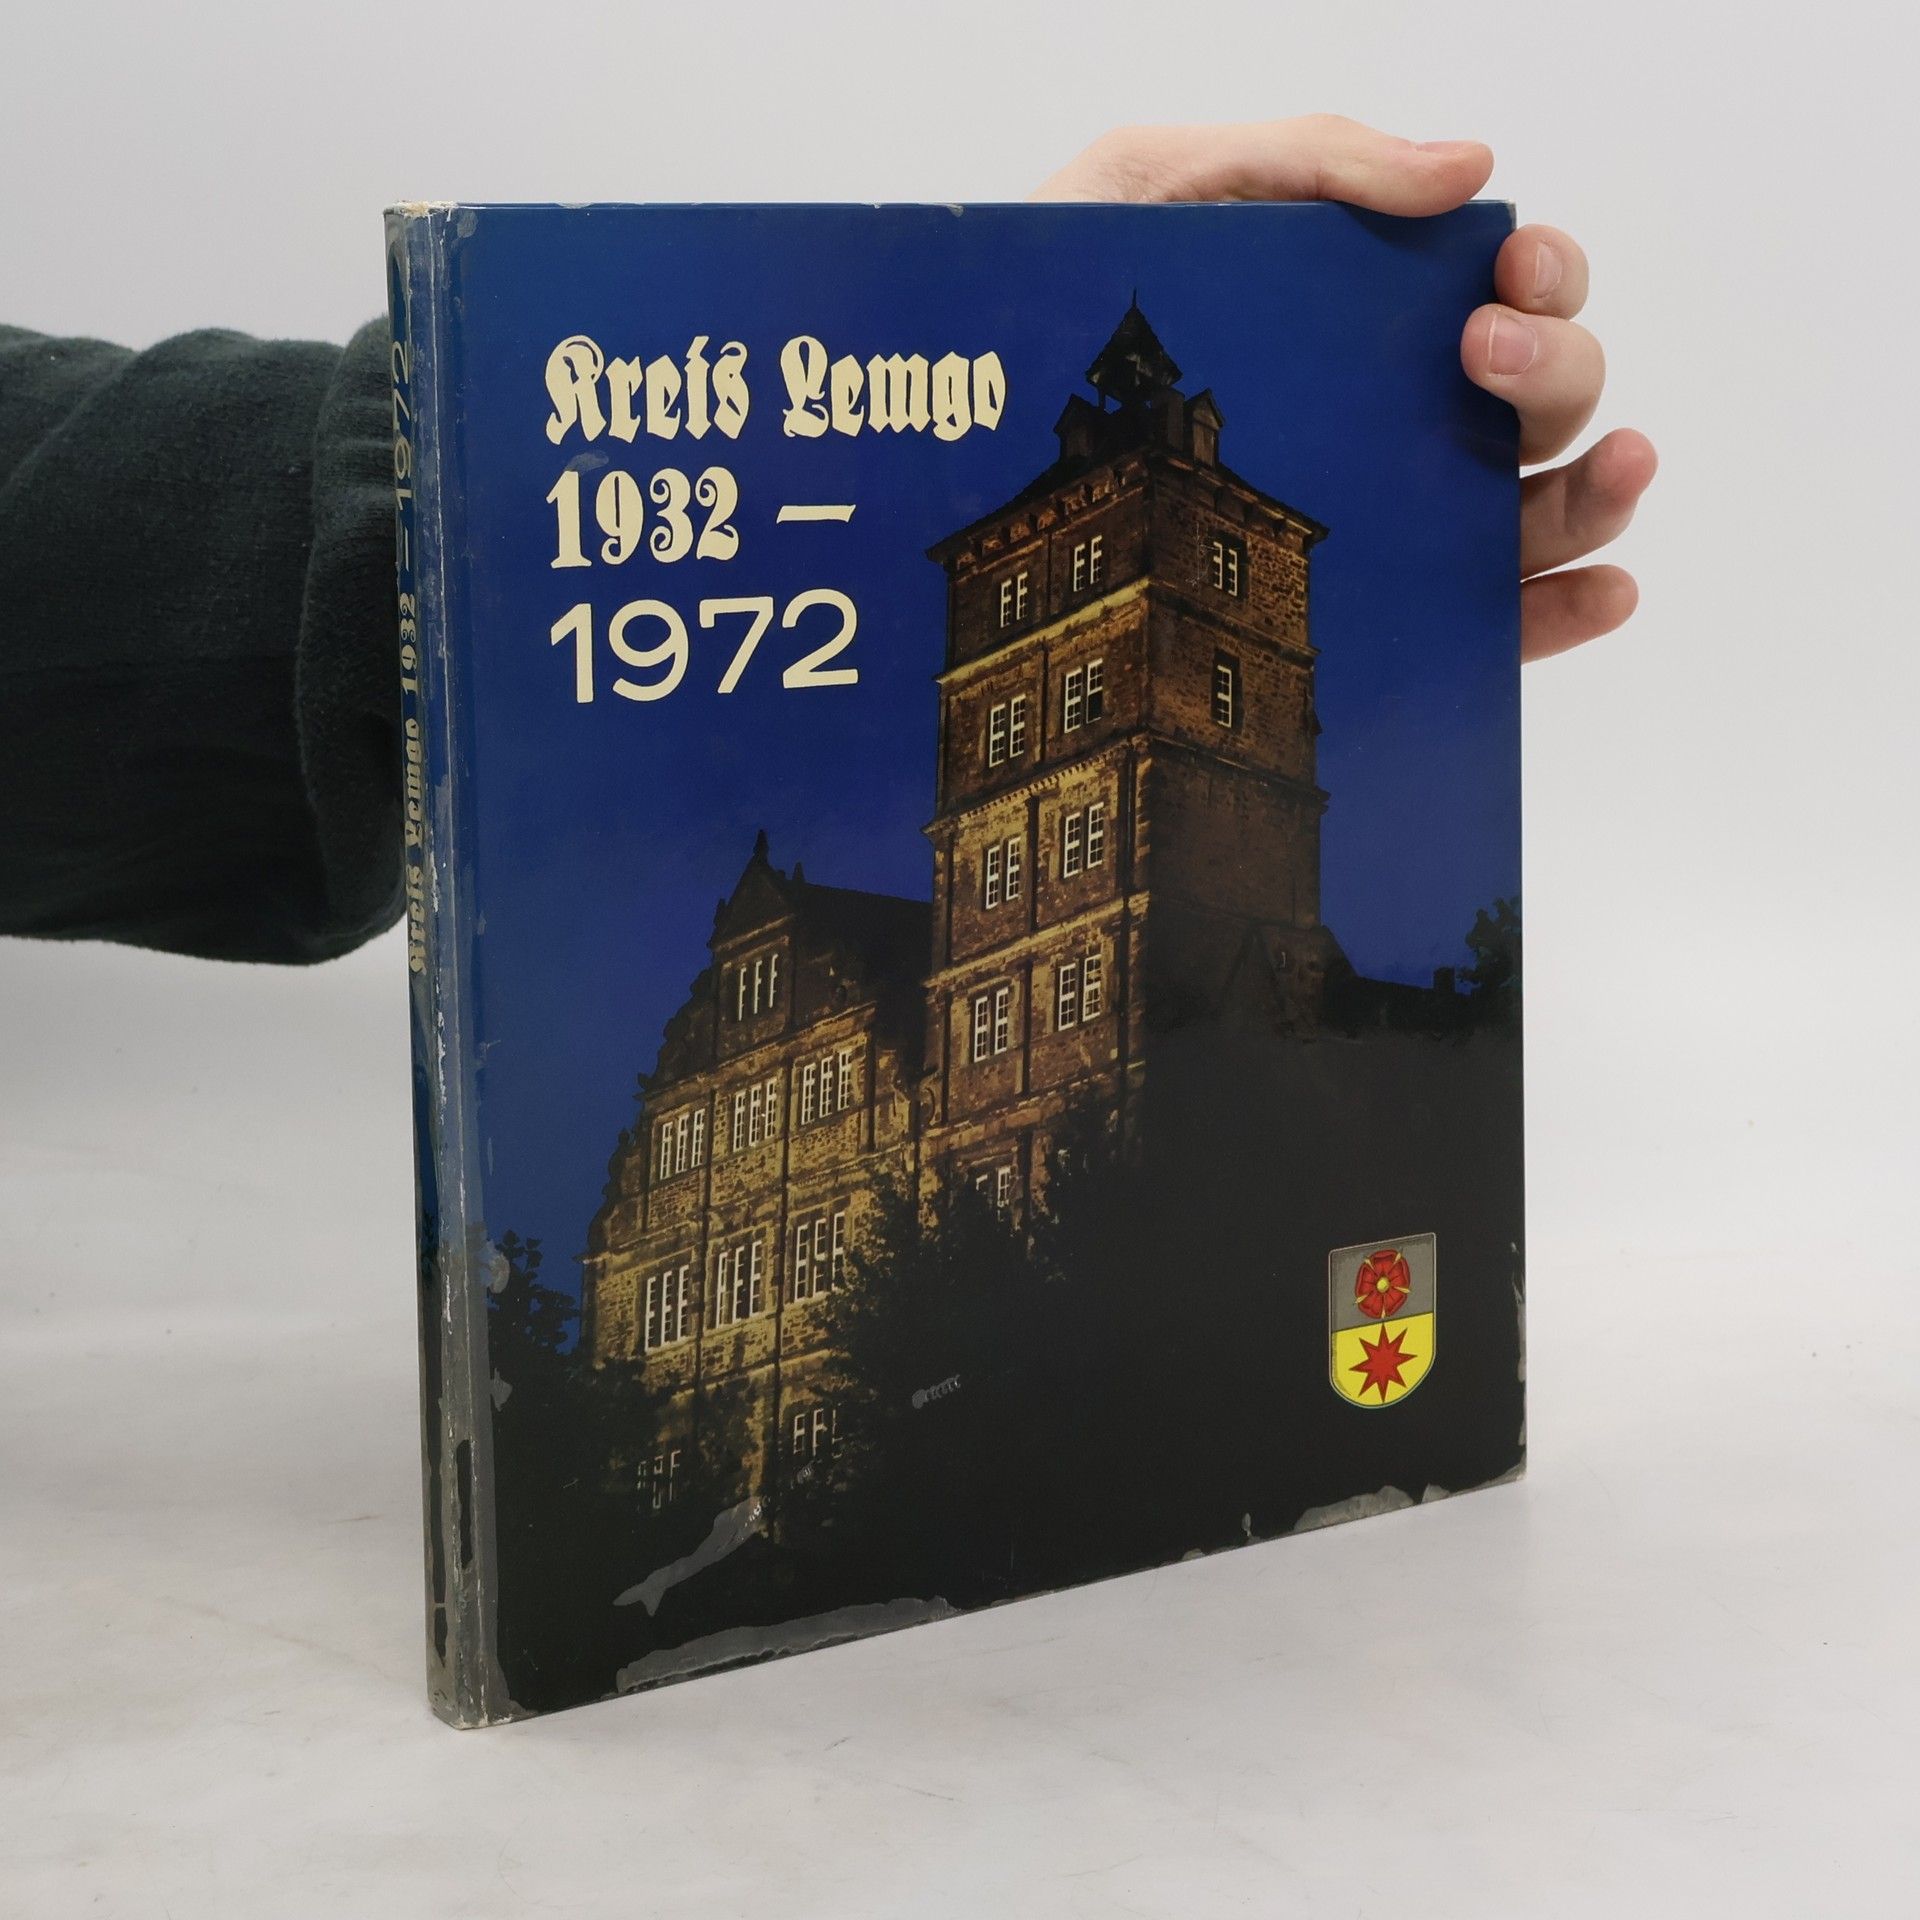 Kreis Lemgo
1932 –
1972
Kreis Lemgo 1932 – 1972